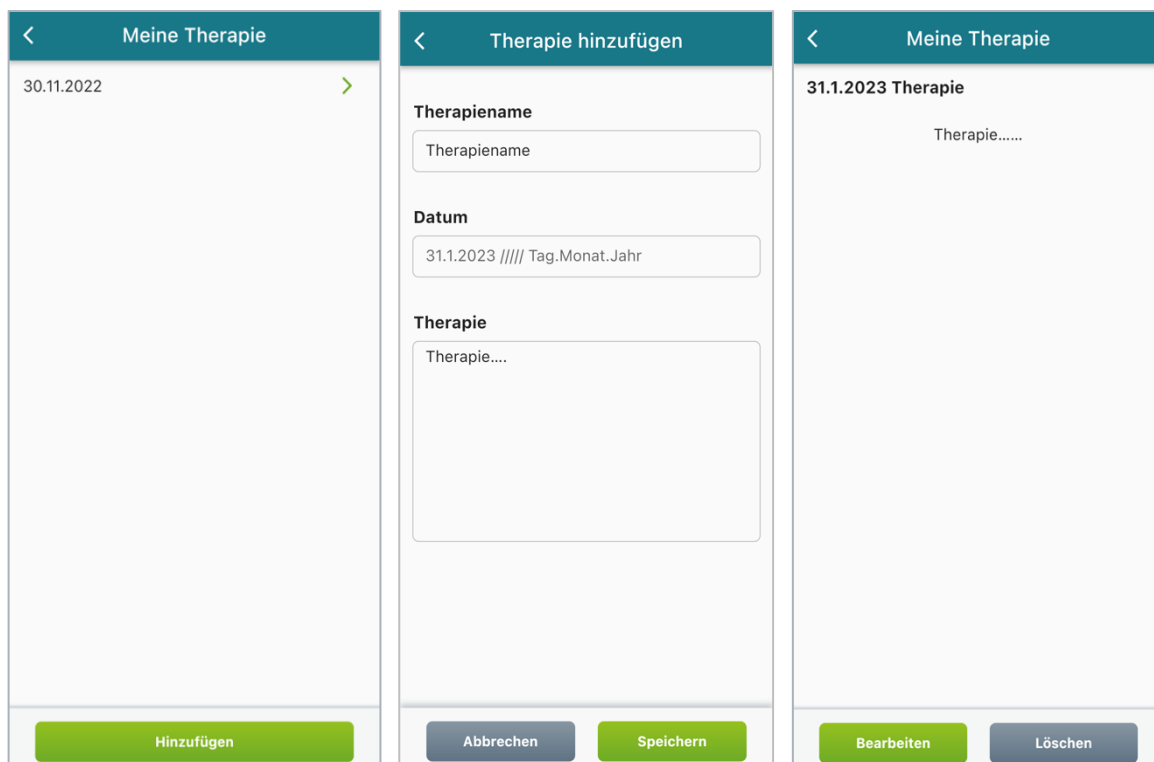 Meine Therapie
30.11.2022
Hinzufügen
Therapie hinzufügen
Therapiename
Therapiename
Datum
31.1.2023 ///// Tag.Monat.Jahr
Therapie
Therapie....
Abbrechen
Speichern
Meine Therapie
31.1.2023 Therapie
Therapie......
Bearbeiten
Löschen